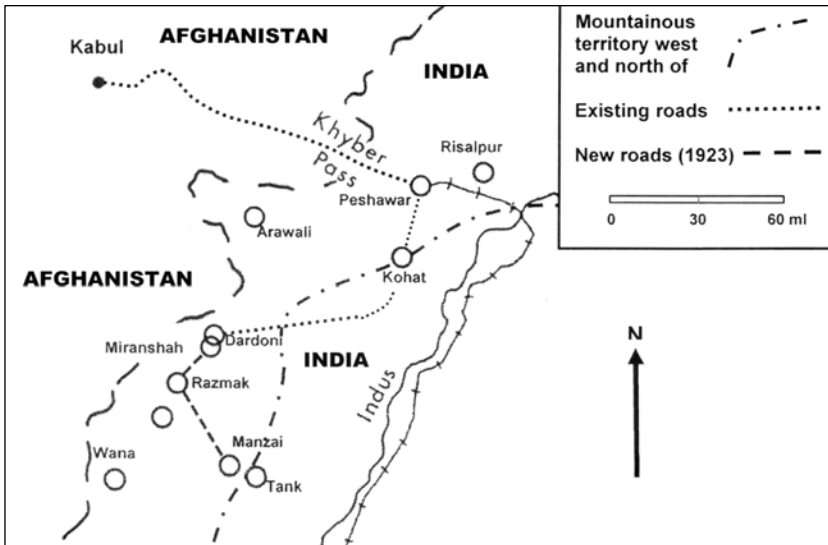 AFGHANISTAN
Kabul
INDIA
Khyber
Pass
Risalpur
Peshawar
Arawali
Kohat
AFGHANISTAN
Miranshah
Dardoni
INDIA
Razmak
Indus
Manzai
Wana
Tank
Mountainous
territory west
and north of
Existing roads
New roads (1923)
0 30 60 ml
N